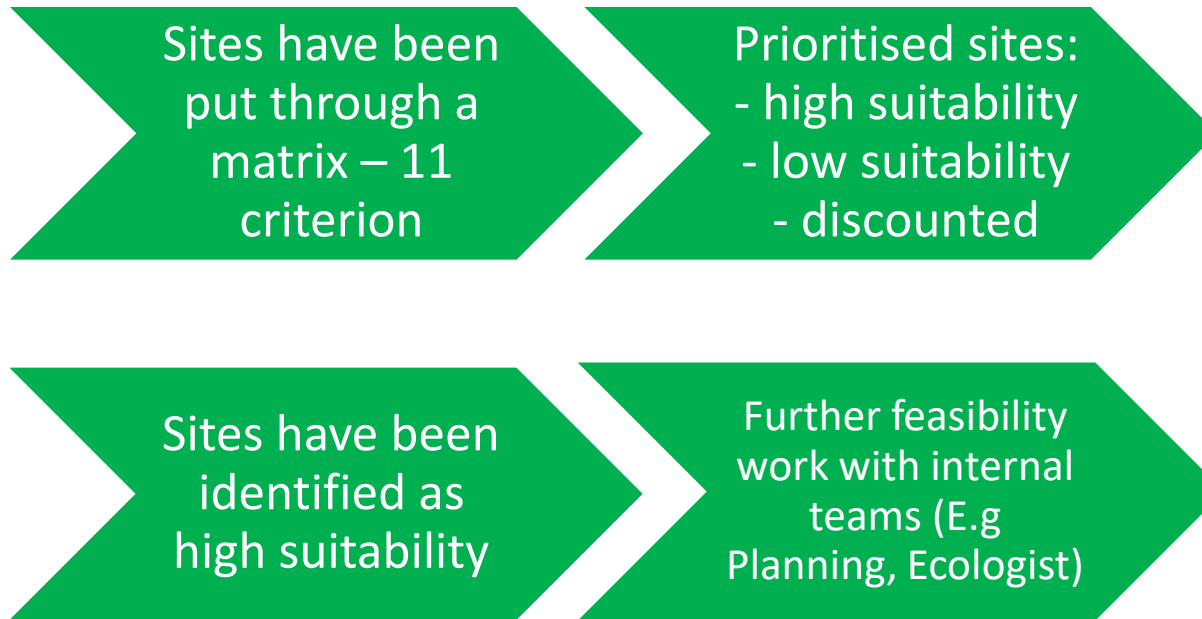 Sites have been
put through a
matrix – 11
criterion
Prioritised sites:
- high suitability
- low suitability
- discounted
Sites have been
identified as
high suitability
Further feasibility
work with internal
teams (E.g
Planning, Ecologist)